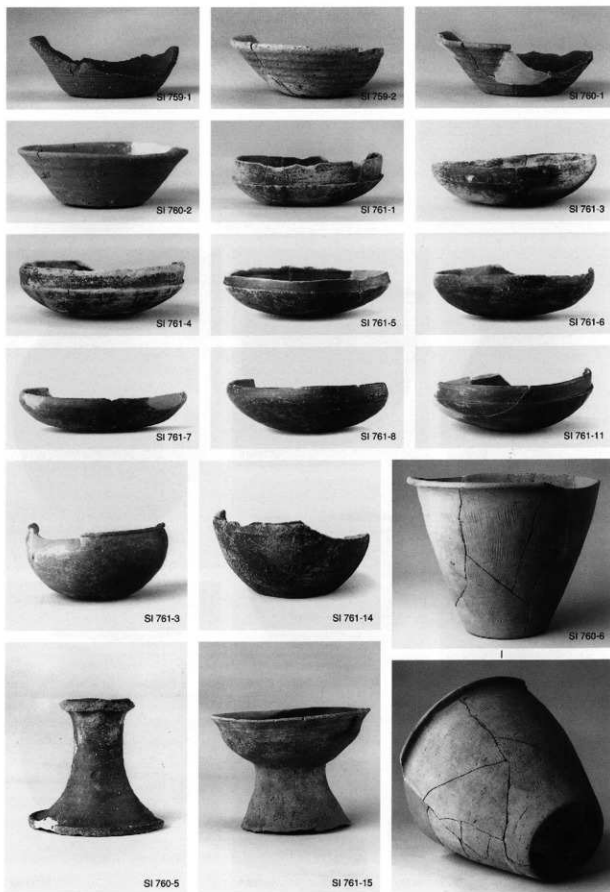 SI 759-1
SI 759-2
SI 760-1
SI 760-2
SI 761-1
SI 761-3
SI 761-4
SI 761-5
SI 761-6
SI 761-7
SI 761-8
SI 761-11
SI 761-3
SI 761-14
SI 760-6
SI 760-5
SI 761-15